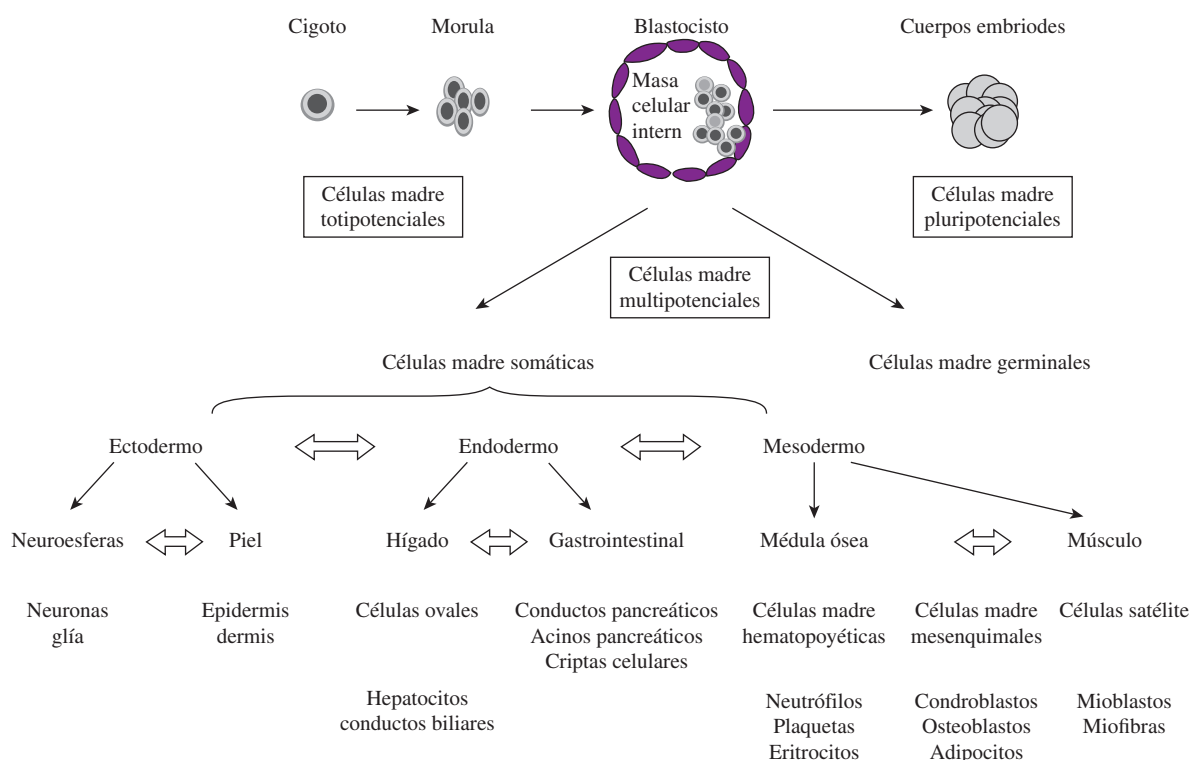 Cigoto
Morula
Blastocisto
Cuerpos embriodes
Masa
celular
intern
Células madre
totipotenciales
Células madre
pluripotenciales
Células madre
multipotenciales
Células madre somáticas
Células madre germinales
Ectodermo
Endodermo
Mesodermo
Neuroesferas
Piel
Hígado
Gastrointestinal
Médula ósea
Músculo
Neuronas
glía
Epidermis
dermis
Células ovales
Conductos pancreáticos
Acinos pancreáticos
Criptas celulares
Células madre
hematopoyéticas
Células madre
mesenquimales
Células satélite
Hepatocitos
conductos biliares
Neutrófilos
Plaquetas
Eritrocitos
Condroblastos
Osteoblastos
Adipocitos
Mioblastos
Miofibras